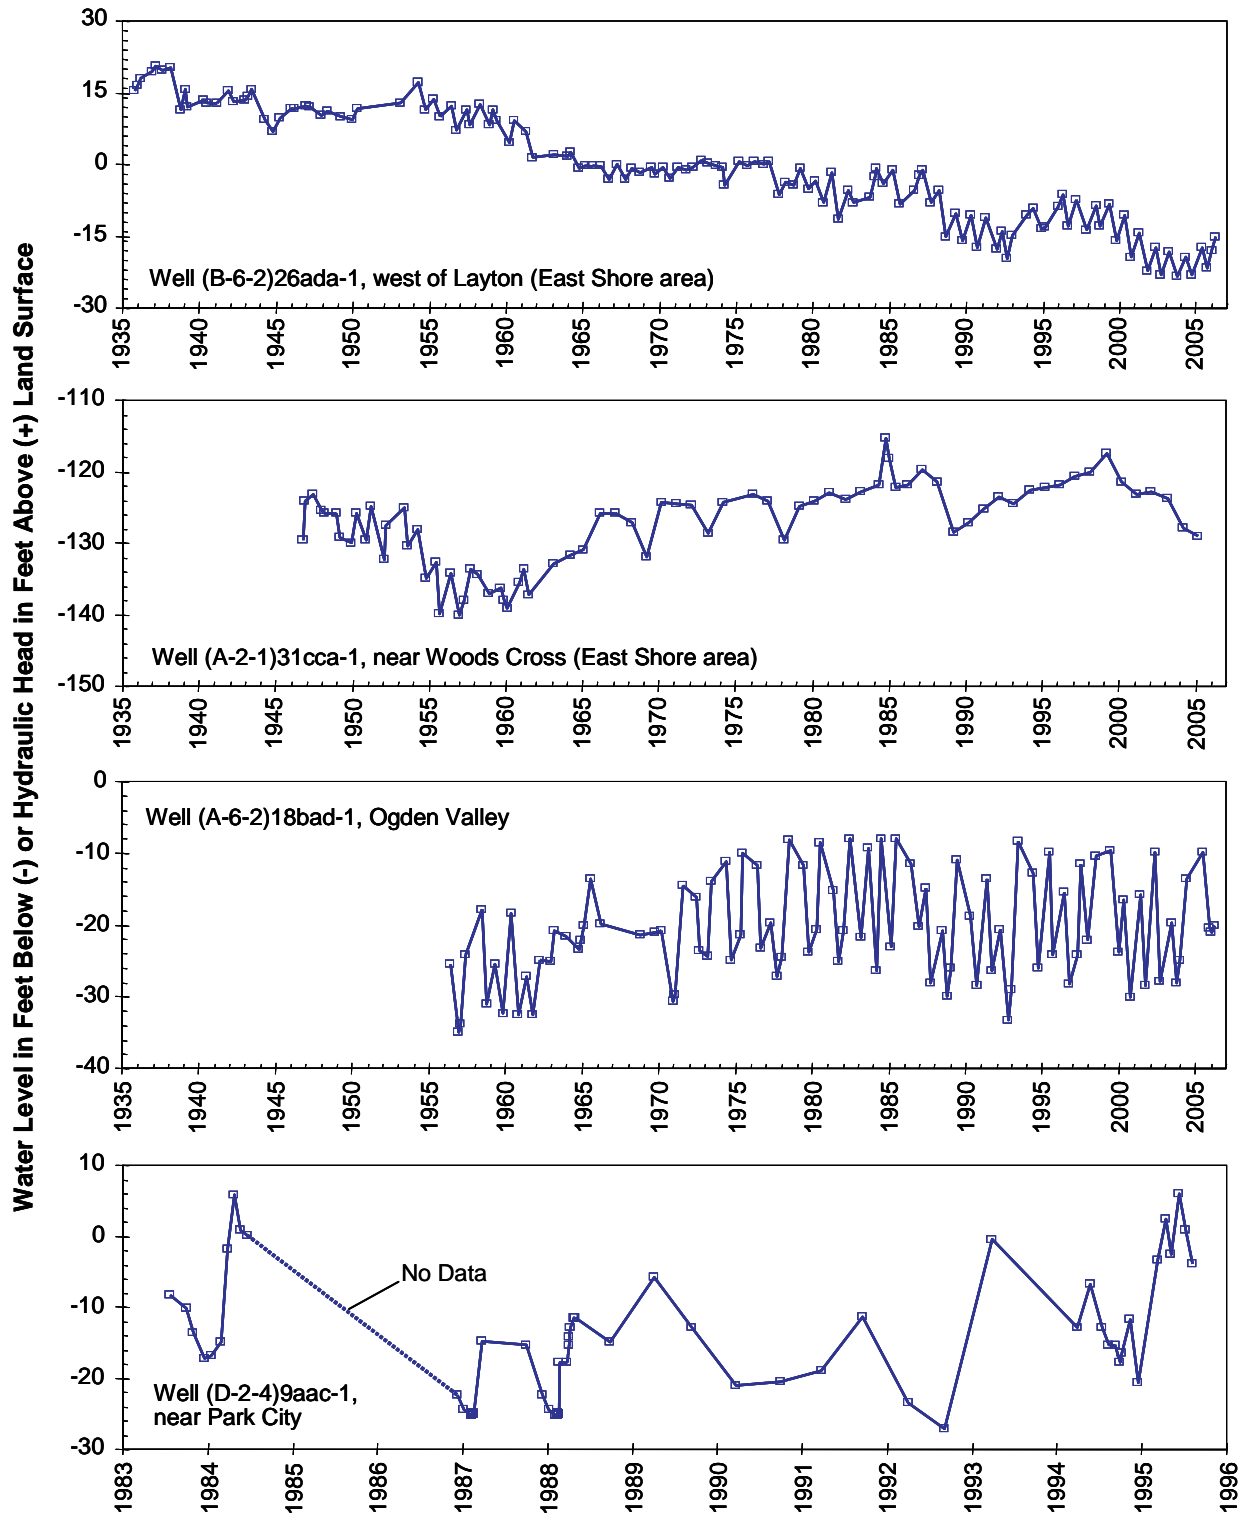 Water Level in Feet Below (-) or Hydraulic Head in Feet Above (+) Land Surface
30
15
0
-15
-30
Well (B-6-2)26ada-1, west of Layton (East Shore area)
1935 1940 1945 1950 1955 1960 1965 1970 1975 1980 1985 1990 1995 2000 2005
-110
-120
-130
-140
-150
Well (A-2-1)31cca-1, near Woods Cross (East Shore area)
1935 1940 1945 1950 1955 1960 1965 1970 1975 1980 1985 1990 1995 2000 2005
0
-10
-20
-30
-40
Well (A-6-2)18bad-1, Ogden Valley
1935 1940 1945 1950 1955 1960 1965 1970 1975 1980 1985 1990 1995 2000 2005
10
0
-10
-20
-30
No Data
Well (D-2-4)9aac-1,
near Park City
1983 1984 1985 1986 1987 1988 1989 1990 1991 1992 1993 1994 1995 1996